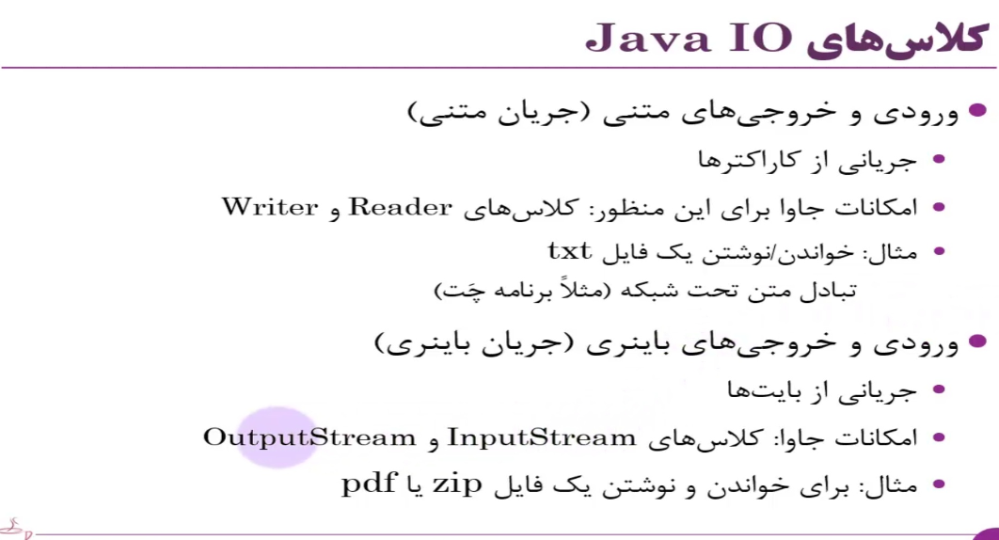 کلاس‌های Java IO
ورودی و خروجی‌های متنی (جریان متنی)
جریانی از کاراکترها
امکانات جاوا برای این منظور: کلاس‌های Reader و Writer
مثال: خواندن/نوشتن یک فایل txt
تبادل متن تحت شبکه (مثلاً برنامه چَت)
ورودی و خروجی‌های باینری (جریان باینری)
جریانی از بایت‌ها
امکانات جاوا: کلاس‌های InputStream و OutputStream
مثال: برای خواندن و نوشتن یک فایل zip یا pdf